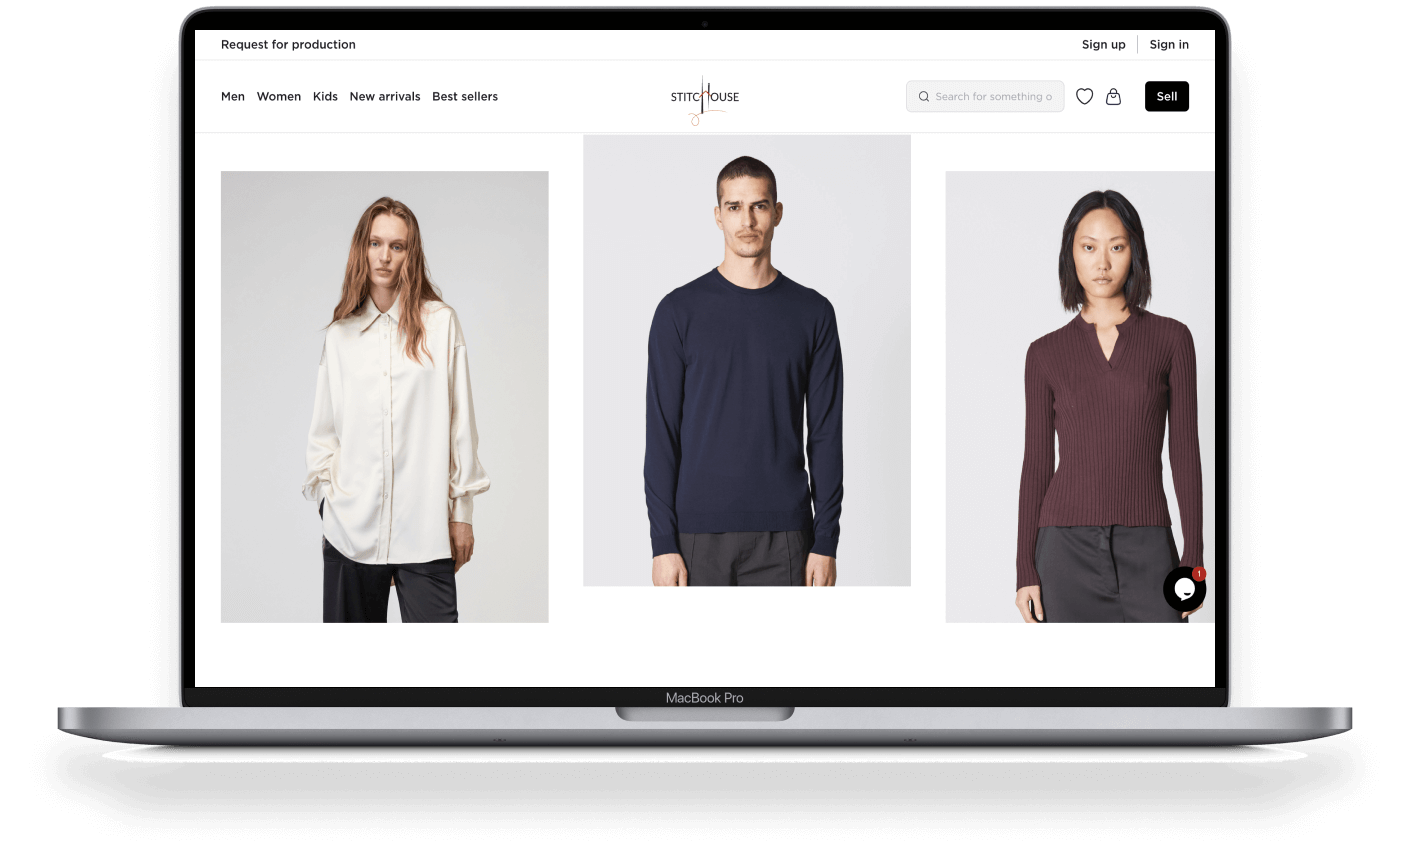 Request for production
Sign up
Sign in
Men Women Kids New arrivals Best sellers
STITCHOUSE
Search for something o
Sell
1
MacBook Pro